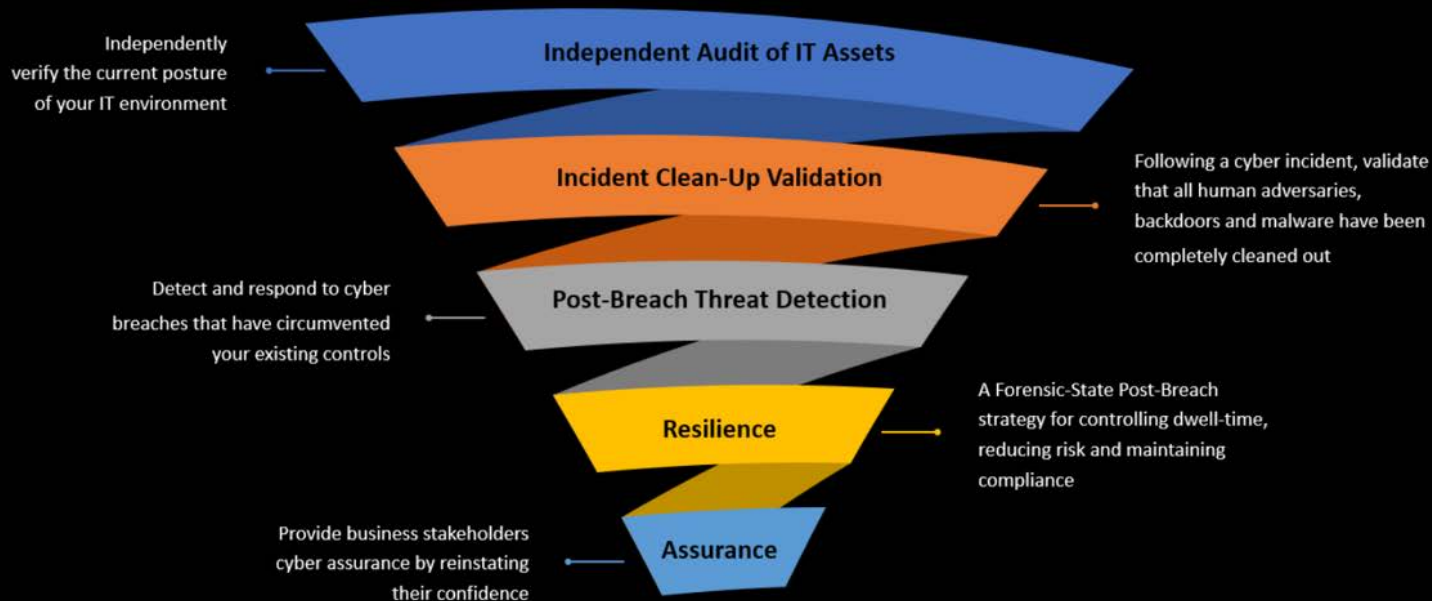 Independent Audit of IT Assets
Independently
verify the current posture
of your IT environment
Incident Clean-Up Validation
Following a cyber incident, validate
that all human adversaries,
backdoors and malware have been
completely cleaned out
Post-Breach Threat Detection
Detect and respond to cyber
breaches that have circumvented
your existing controls
Resilience
A Forensic-State Post-Breach
strategy for controlling dwell-time,
reducing risk and maintaining
compliance
Assurance
Provide business stakeholders
cyber assurance by reinstating
their confidence